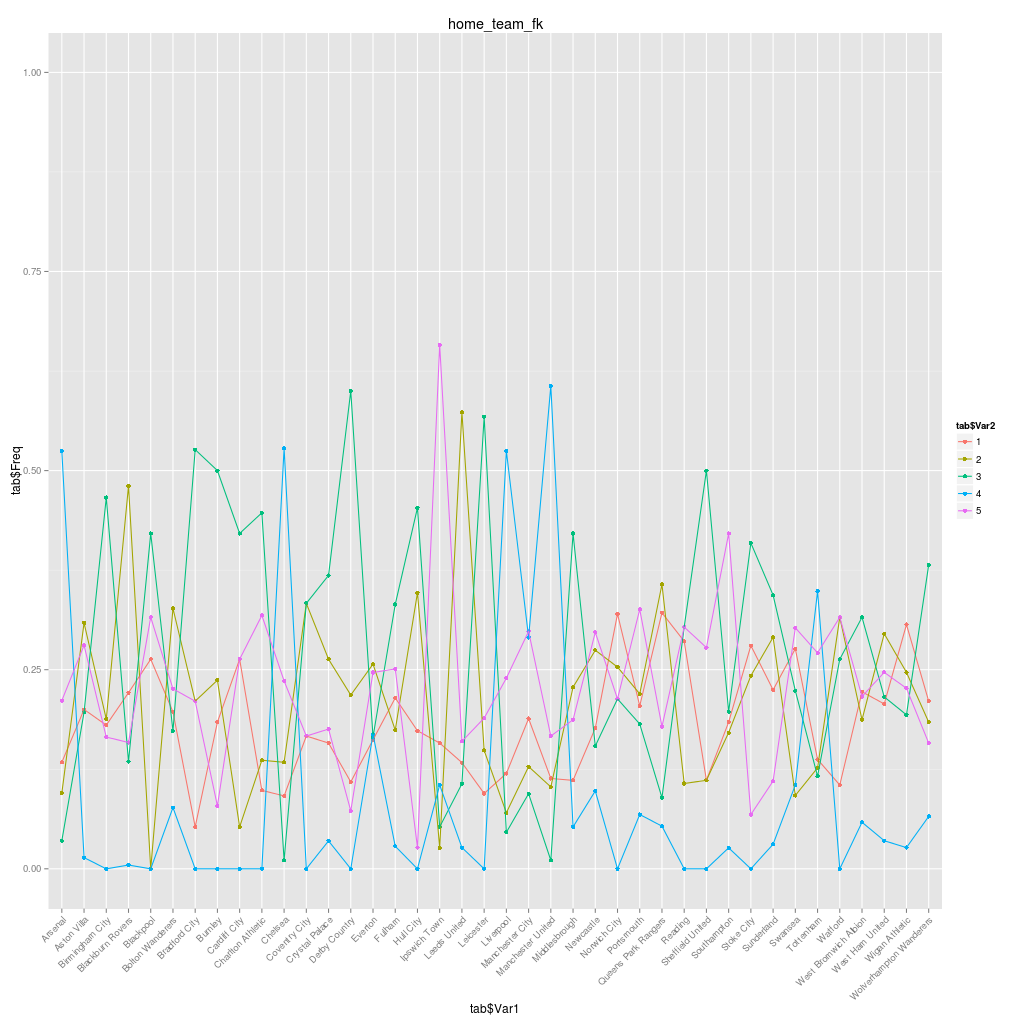 home_team_fk
1.00
0.75
0.50
0.25
0.00
tab$Freq
Arsenal
Aston Villa
Birmingham City
Blackburn Rovers
Blackpool
Bolton Wanderers
Bradford City
Burnley
Cardiff City
Charlton Athletic
Chelsea
Coventry City
Crystal Palace
Derby Country
Everton
Fulham
Hull City
Ipswich Town
Leeds United
Leicester
Liverpool
Manchester City
Manchester United
Middlesbrough
Newcastle
Norwich City
Portsmouth
Queens Park Rangers
Reading
Sheffield United
Southampton
Stoke City
Sunderland
Swansea
Tottenham
Watford
West Bromwich Albion
West Ham United
Wigan Athletic
Wolverhampton Wanderers
tab$Var1
tab$Var2
1
2
3
4
5